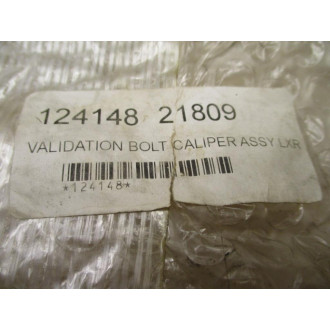 124148 21809
VALIDATION BOLT CALIPER ASSY LXR
*124148*